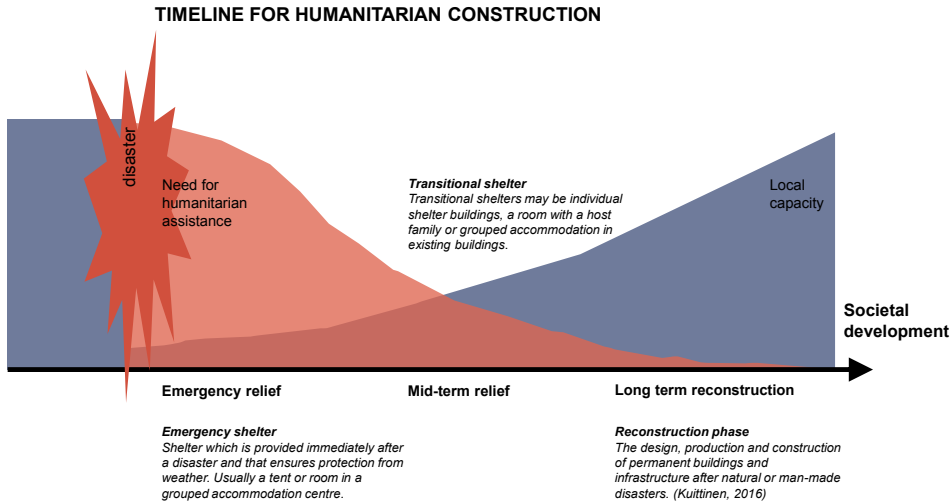 TIMELINE FOR HUMANITARIAN CONSTRUCTION
disaster
Need for
humanitarian
assistance
Transitional shelter
Transitional shelters may be individual
shelter buildings, a room with a host
family or grouped accommodation in
existing buildings.
Local
capacity
Societal
development
Emergency relief
Mid-term relief
Long term reconstruction
Emergency shelter
Shelter which is provided immediately after
a disaster and that ensures protection from
weather. Usually a tent or room in a
grouped accommodation centre.
Reconstruction phase
The design, production and construction
of permanent buildings and
infrastructure after natural or man-made
disasters. (Kuittinen, 2016)